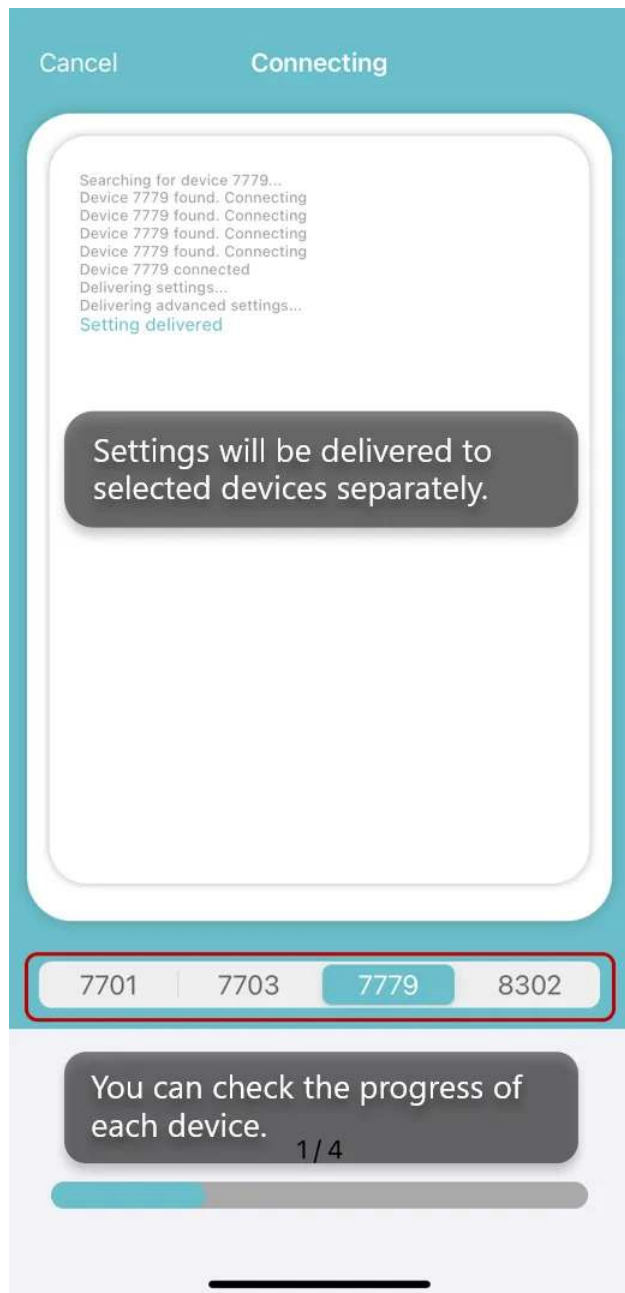 Cancel Connecting
Searching for device 7779...
Device 7779 found. Connecting
Device 7779 found. Connecting
Device 7779 found. Connecting
Device 7779 found. Connecting
Device 7779 connected
Delivering settings...
Delivering advanced settings...
Setting delivered
Settings will be delivered to
selected devices separately.
7701 7703 7779 8302
You can check the progress of
each device.
1 / 4